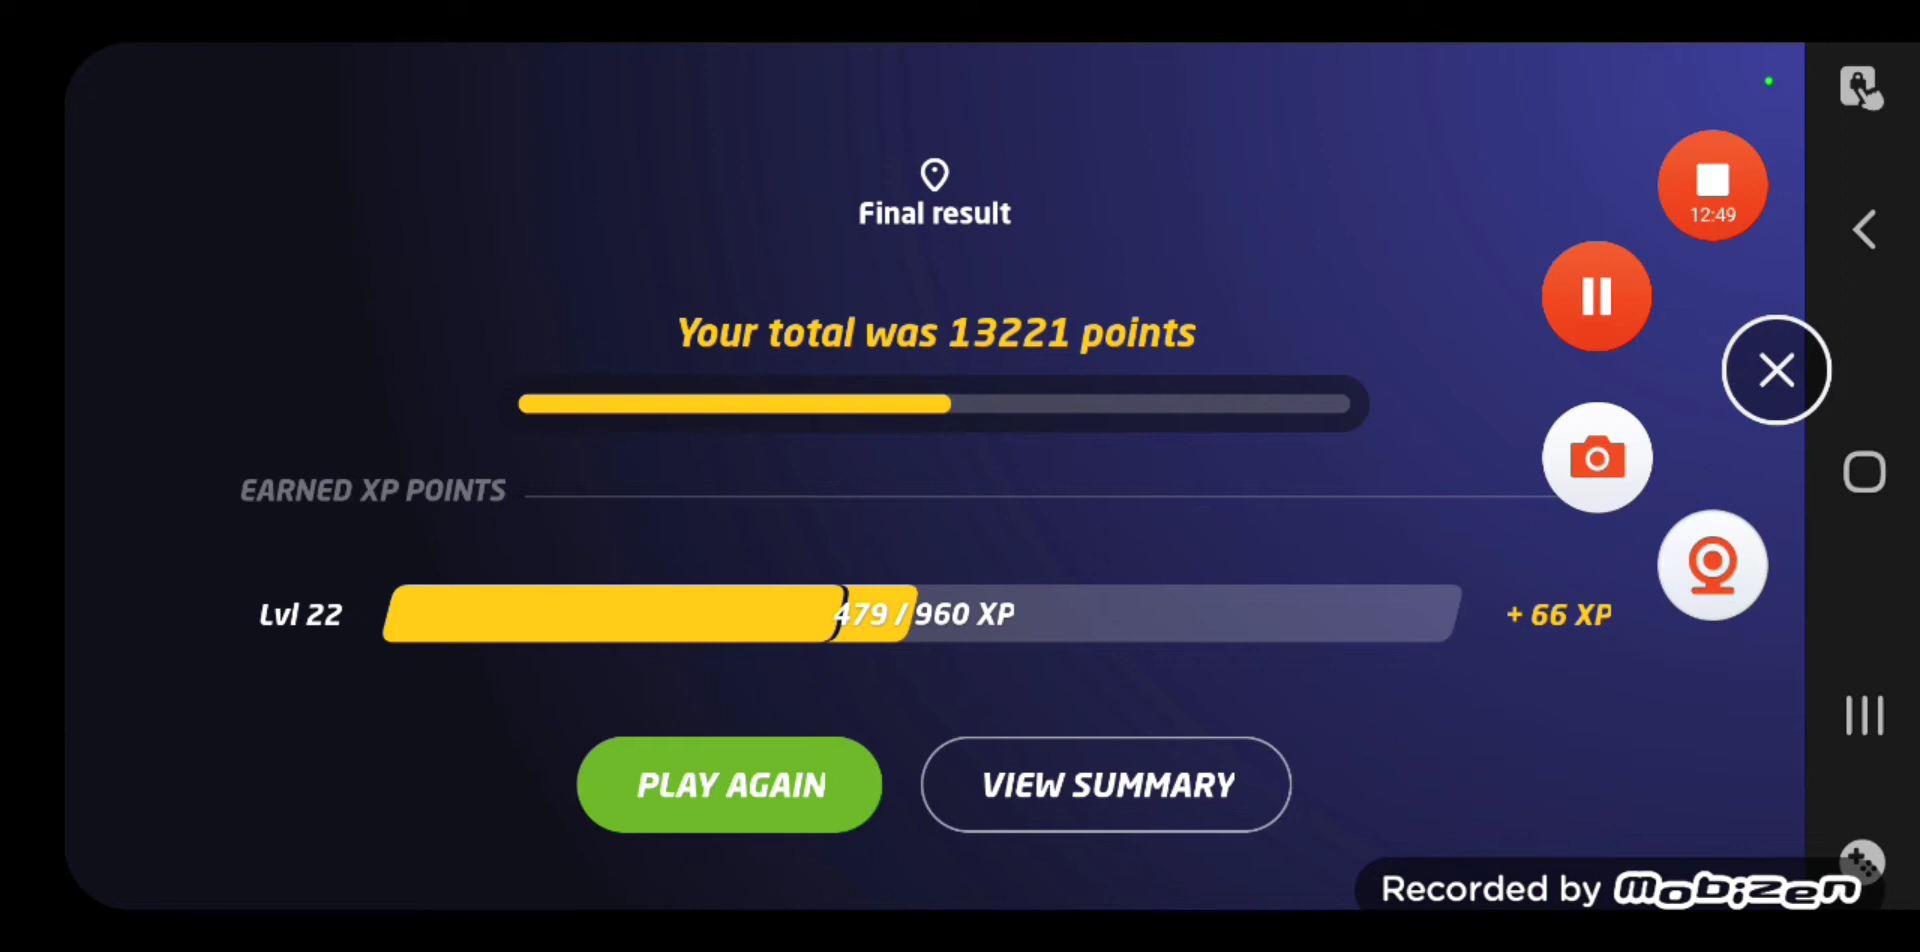 Final result
12:49
Your total was 13221 points
EARNED XP POINTS
Lvl 22
479 / 960 XP
+ 66 XP
PLAY AGAIN
VIEW SUMMARY
Recorded by mobizen